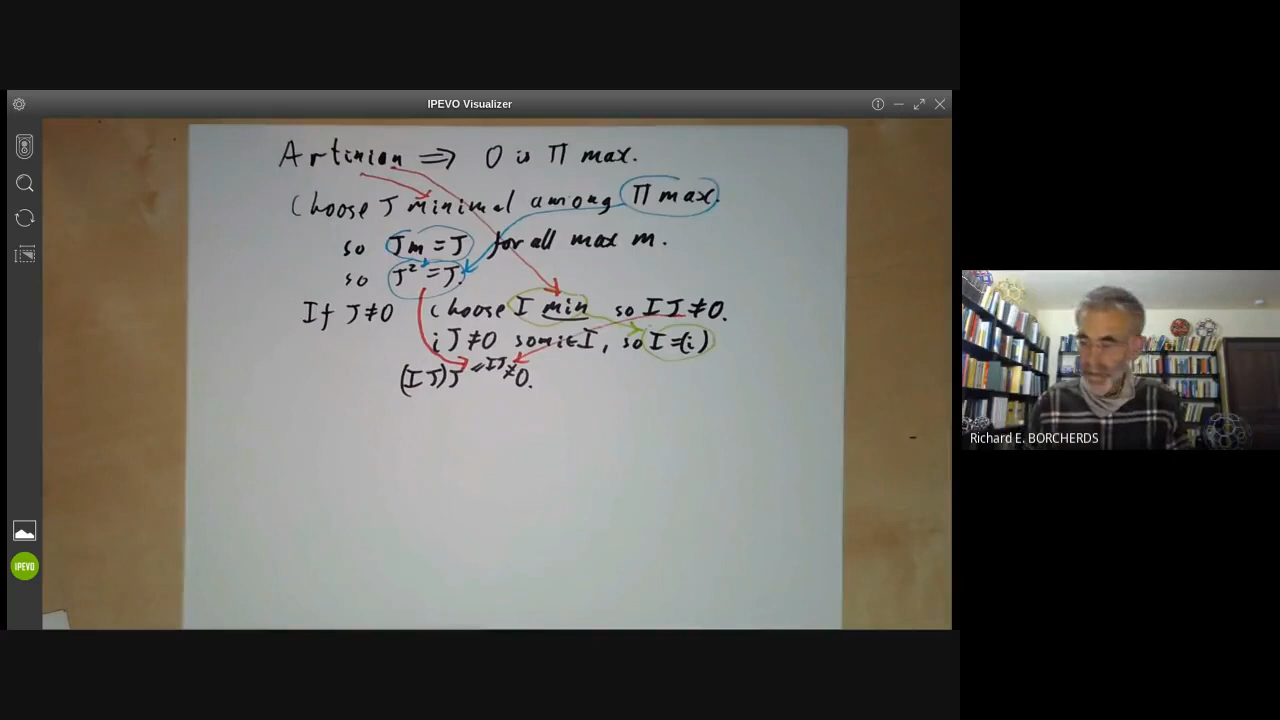 IPEVO Visualizer
Artinian ⇒ 0 is Π max.
Choose J minimal among Π max.
so Jm = J for all max m.
so J² = J.
If J ≠ 0 Choose I min so IJ ≠ 0.
iJ ≠ 0 some i∈I, so I = (i)
(IJ)J = IJ ≠ 0.
IPEVO
Richard E. BORCHERDS